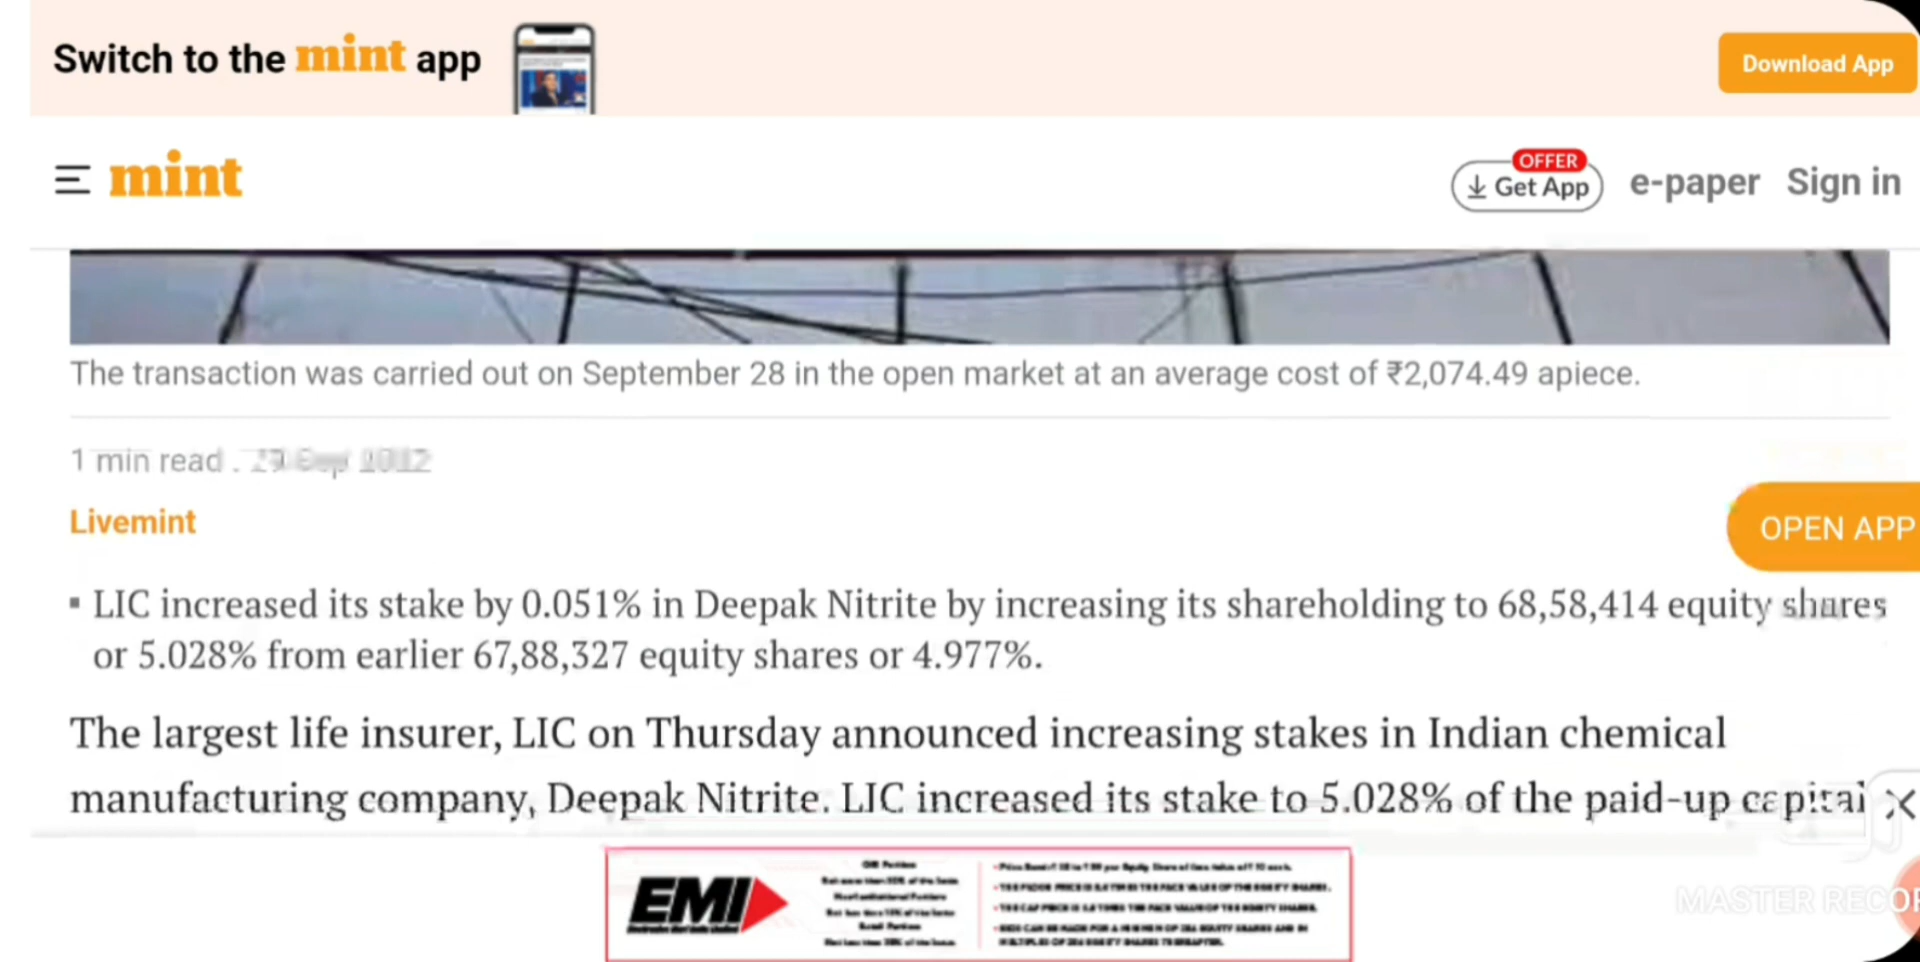 Switch to the mint app
Download App
mint
OFFER
Get App
e-paper
Sign in
The transaction was carried out on September 28 in the open market at an average cost of ₹2,074.49 apiece.
1 min read .
Livemint
OPEN APP
▪ LIC increased its stake by 0.051% in Deepak Nitrite by increasing its shareholding to 68,58,414 equity shares
or 5.028% from earlier 67,88,327 equity shares or 4.977%.
The largest life insurer, LIC on Thursday announced increasing stakes in Indian chemical
manufacturing company, Deepak Nitrite. LIC increased its stake to 5.028% of the paid-up capital
EMI
MASTER RECOR